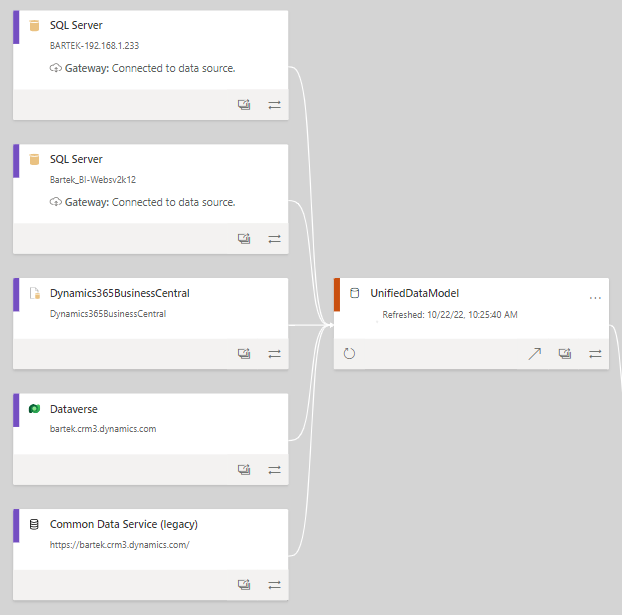 SQL Server
BARTEK-192.168.1.233
Gateway: Connected to data source.
SQL Server
Bartek_BI-Websv2k12
Gateway: Connected to data source.
Dynamics365BusinessCentral
Dynamics365BusinessCentral
UnifiedDataModel
Refreshed: 10/22/22, 10:25:40 AM
Dataverse
bartek.crm3.dynamics.com
Common Data Service (legacy)
https://bartek.crm3.dynamics.com/